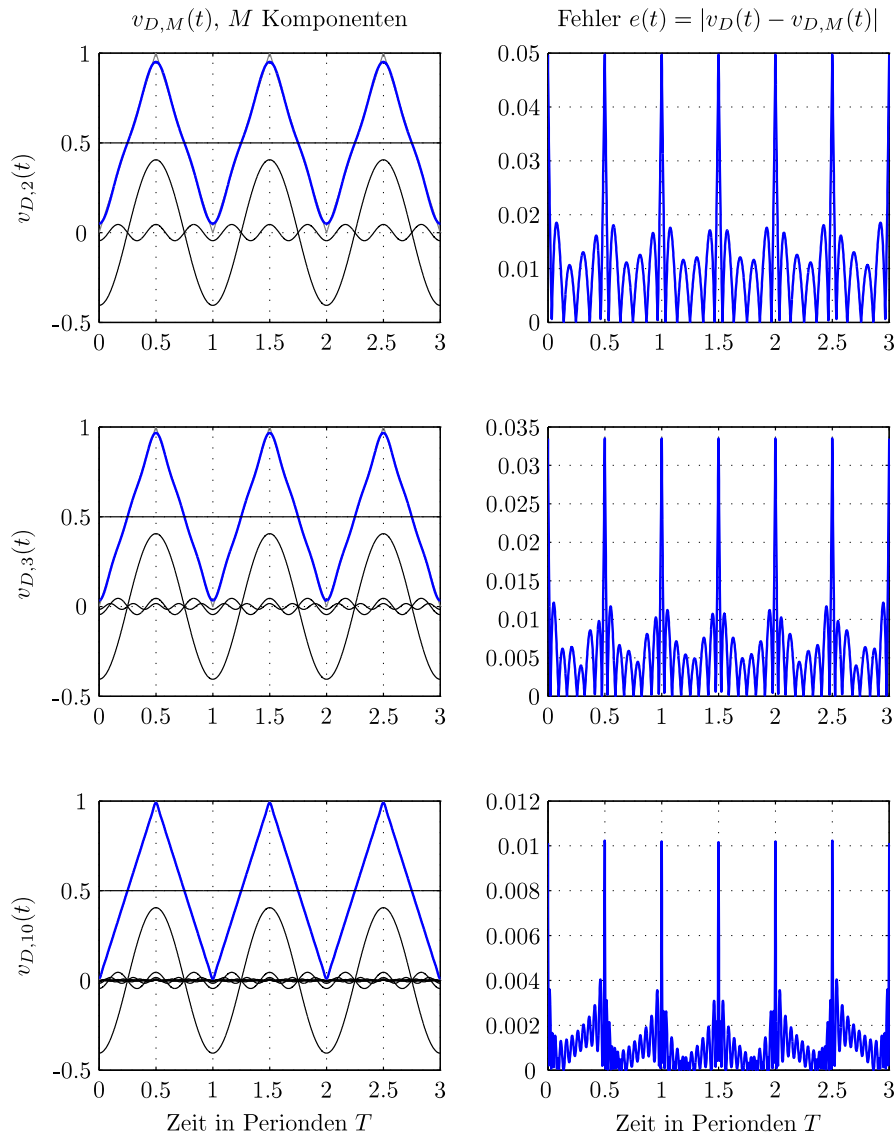 v_{D,M}(t), M Komponenten
Fehler e(t) = |v_D(t) − v_{D,M}(t)|
v_{D,2}(t)
1
0.5
0
-0.5
0 0.5 1 1.5 2 2.5 3
0.05
0.04
0.03
0.02
0.01
0
0 0.5 1 1.5 2 2.5 3
v_{D,3}(t)
1
0.5
0
-0.5
0 0.5 1 1.5 2 2.5 3
0.035
0.03
0.025
0.02
0.015
0.01
0.005
0
0 0.5 1 1.5 2 2.5 3
v_{D,10}(t)
1
0.5
0
-0.5
0 0.5 1 1.5 2 2.5 3
Zeit in Perionden T
0.012
0.01
0.008
0.006
0.004
0.002
0
0 0.5 1 1.5 2 2.5 3
Zeit in Perionden T